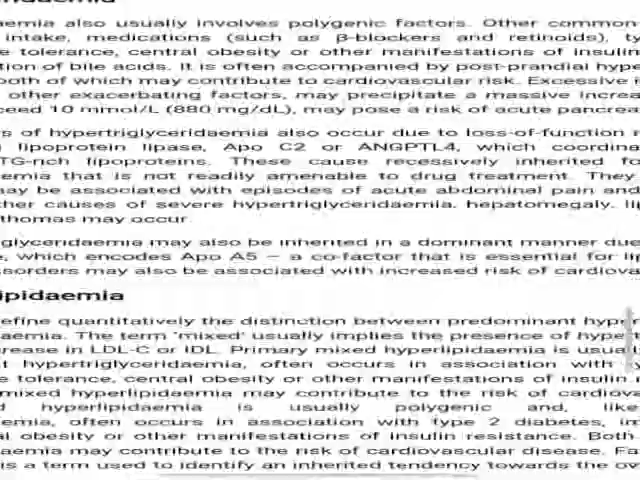 aemia also usually involves polygenic factors. Other common
intake, medications (such as β-blockers and retinoids), ty
e tolerance, central obesity or other manifestations of insulin
tion of bile acids. It is often accompanied by post-prandial hype
both of which may contribute to cardiovascular risk. Excessive
other exacerbating factors, may precipitate a massive increa
ceed 10 mmol/L (880 mg/dL), may pose a risk of acute pancrea
s of hypertriglyceridaemia also occur due to loss-of-function
lipoprotein lipase, Apo C2 or ANGPTL4, which coordina
TG-rich lipoproteins. These cause recessively inherited fo
emia that is not readily amenable to drug treatment. They
may be associated with episodes of acute abdominal pain and
her causes of severe hypertriglyceridaemia, hepatomegaly, lip
thomas may occur.
glyceridaemia may also be inherited in a dominant manner due
e, which encodes Apo A5 – a co-factor that is essential for lip
sorders may also be associated with increased risk of cardiova
ipidaemia
efine quantitatively the distinction between predominant hyper
aemia. The term 'mixed' usually implies the presence of hypert
rease in LDL-C or IDL. Primary mixed hyperlipidaemia is usual
t hypertriglyceridaemia, often occurs in association with ty
e tolerance, central obesity or other manifestations of insulin
mixed hyperlipidaemia may contribute to the risk of cardiova
d hyperlipidaemia is usually polygenic and, like
emia, often occurs in association with type 2 diabetes, im
al obesity or other manifestations of insulin resistance. Both
aemia may contribute to the risk of cardiovascular disease. Fa
is a term used to identify an inherited tendency towards the ov